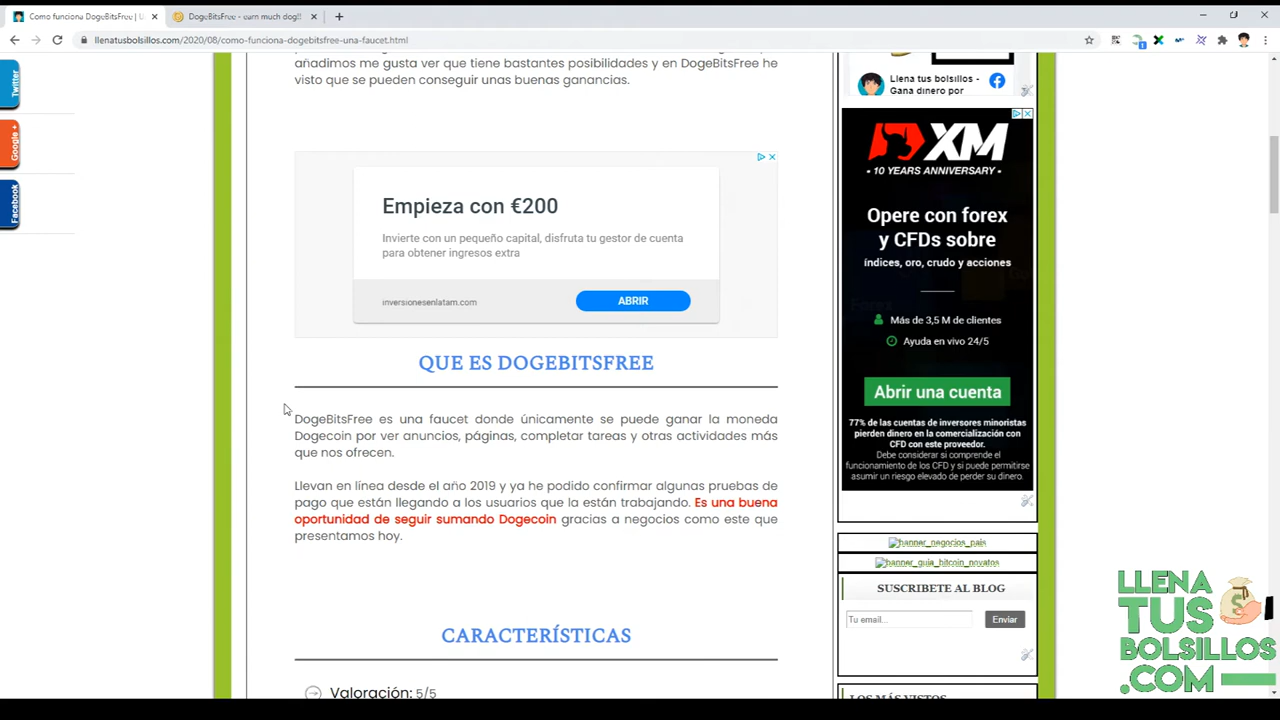 Como funciona DogeBitsFree | U
DogeBitsFree - earn much dog!!
llenatusbolsillos.com/2020/08/como-funciona-dogebitsfree-una-faucet.html
Twitter
Google +
Facebook
añadimos me gusta ver que tiene bastantes posibilidades y en DogeBitsFree he
visto que se pueden conseguir unas buenas ganancias.
Empieza con €200
Invierte con un pequeño capital, disfruta tu gestor de cuenta
para obtener ingresos extra
inversionesenlatam.com
ABRIR
QUE ES DOGEBITSFREE
DogeBitsFree es una faucet donde únicamente se puede ganar la moneda
Dogecoin por ver anuncios, páginas, completar tareas y otras actividades más
que nos ofrecen.
Llevan en línea desde el año 2019 y ya he podido confirmar algunas pruebas de
pago que están llegando a los usuarios que la están trabajando. Es una buena
oportunidad de seguir sumando Dogecoin gracias a negocios como este que
presentamos hoy.
CARACTERÍSTICAS
Valoración: 5/5
Llena tus bolsillos -
Gana dinero por
XM
- 10 YEARS ANNIVERSARY -
Opere con forex
y CFDs sobre
índices, oro, crudo y acciones
Más de 3,5 M de clientes
Ayuda en vivo 24/5
Abrir una cuenta
77% de las cuentas de inversores minoristas
pierden dinero en la comercialización con
CFD con este proveedor.
Debe considerar si comprende el
funcionamiento de los CFD y si puede permitirse
asumir un riesgo elevado de perder su dinero.
banner_negocios_pais
banner_guia_bitcoin_novatos
SUSCRIBETE AL BLOG
Tu email...
Enviar
LOS MÁS VISTOS
LLENA
TUS
BOLSILLOS
.COM